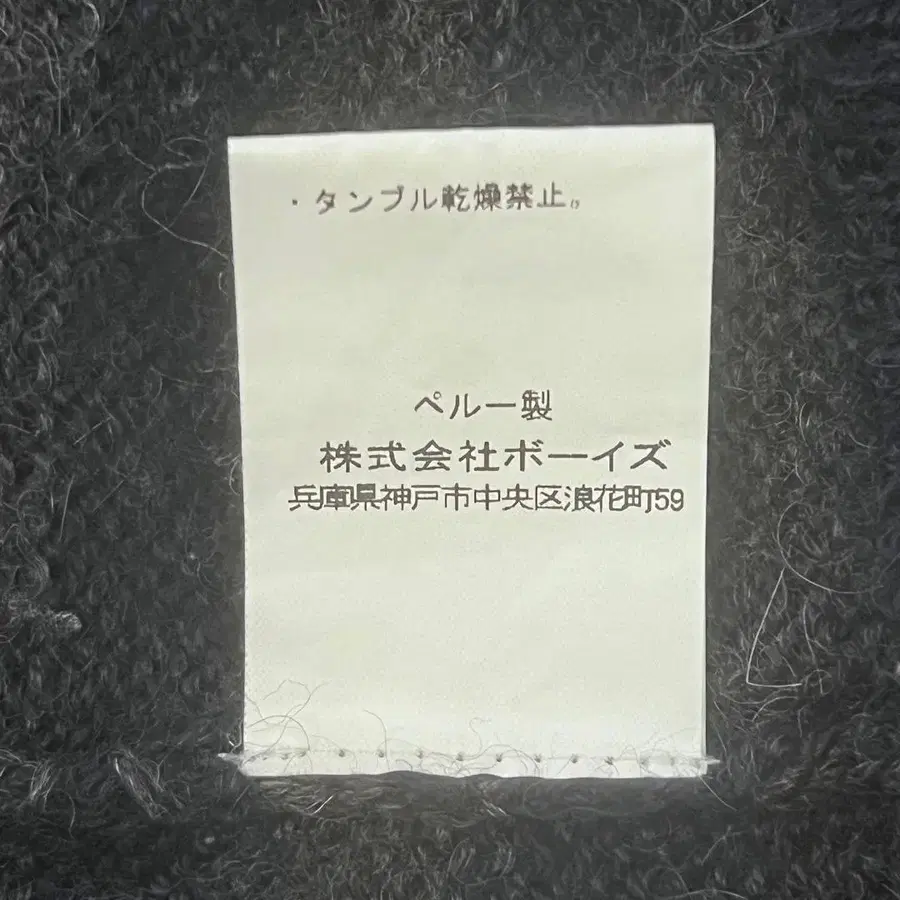 ・タンブル乾燥禁止。
ペルー製
株式会社ボーイズ
兵庫県神戸市中央区浪花町59